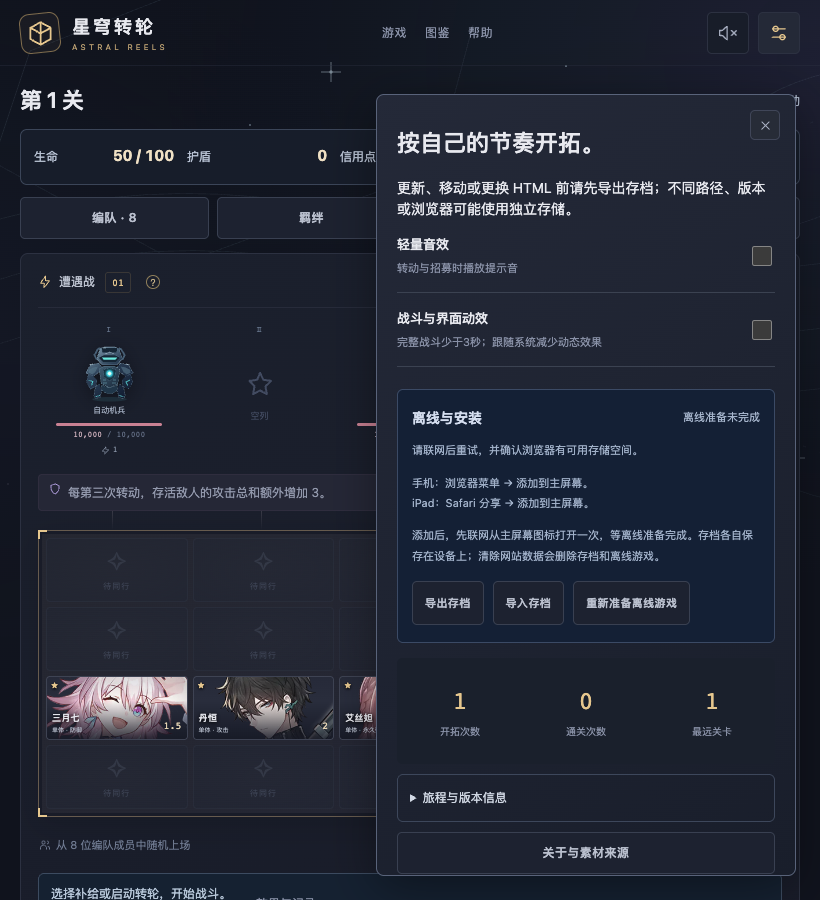 星穹转轮
ASTRAL REELS
游戏 图鉴 帮助
第 1 关
生命 50 / 100 护盾 0 信用点
编队 · 8 羁绊
遭遇战 01 ?
I II
自动机兵
空列
10,000 / 10,000
1
每第三次转动，存活敌人的攻击总和额外增加 3。
待同行 待同行
待同行 待同行
三月七 丹恒 艾丝妲
单体 · 防御 1.5 单体 · 攻击 2 单体 · 永久
待同行 待同行
从 8 位编队成员中随机上场
选择补给或启动转轮，开始战斗。
按自己的节奏开拓。
更新、移动或更换 HTML 前请先导出存档；不同路径、版本
或浏览器可能使用独立存储。
轻量音效
转动与招募时播放提示音
战斗与界面动效
完整战斗少于3秒；跟随系统减少动态效果
离线与安装 离线准备未完成
请联网后重试，并确认浏览器有可用存储空间。
手机：浏览器菜单 → 添加到主屏幕。
iPad：Safari 分享 → 添加到主屏幕。
添加后，先联网从主屏幕图标打开一次，等离线准备完成。存档各自保
存在设备上；清除网站数据会删除存档和离线游戏。
导出存档 导入存档 重新准备离线游戏
1 0 1
开拓次数 通关次数 最远关卡
旅程与版本信息
关于与素材来源